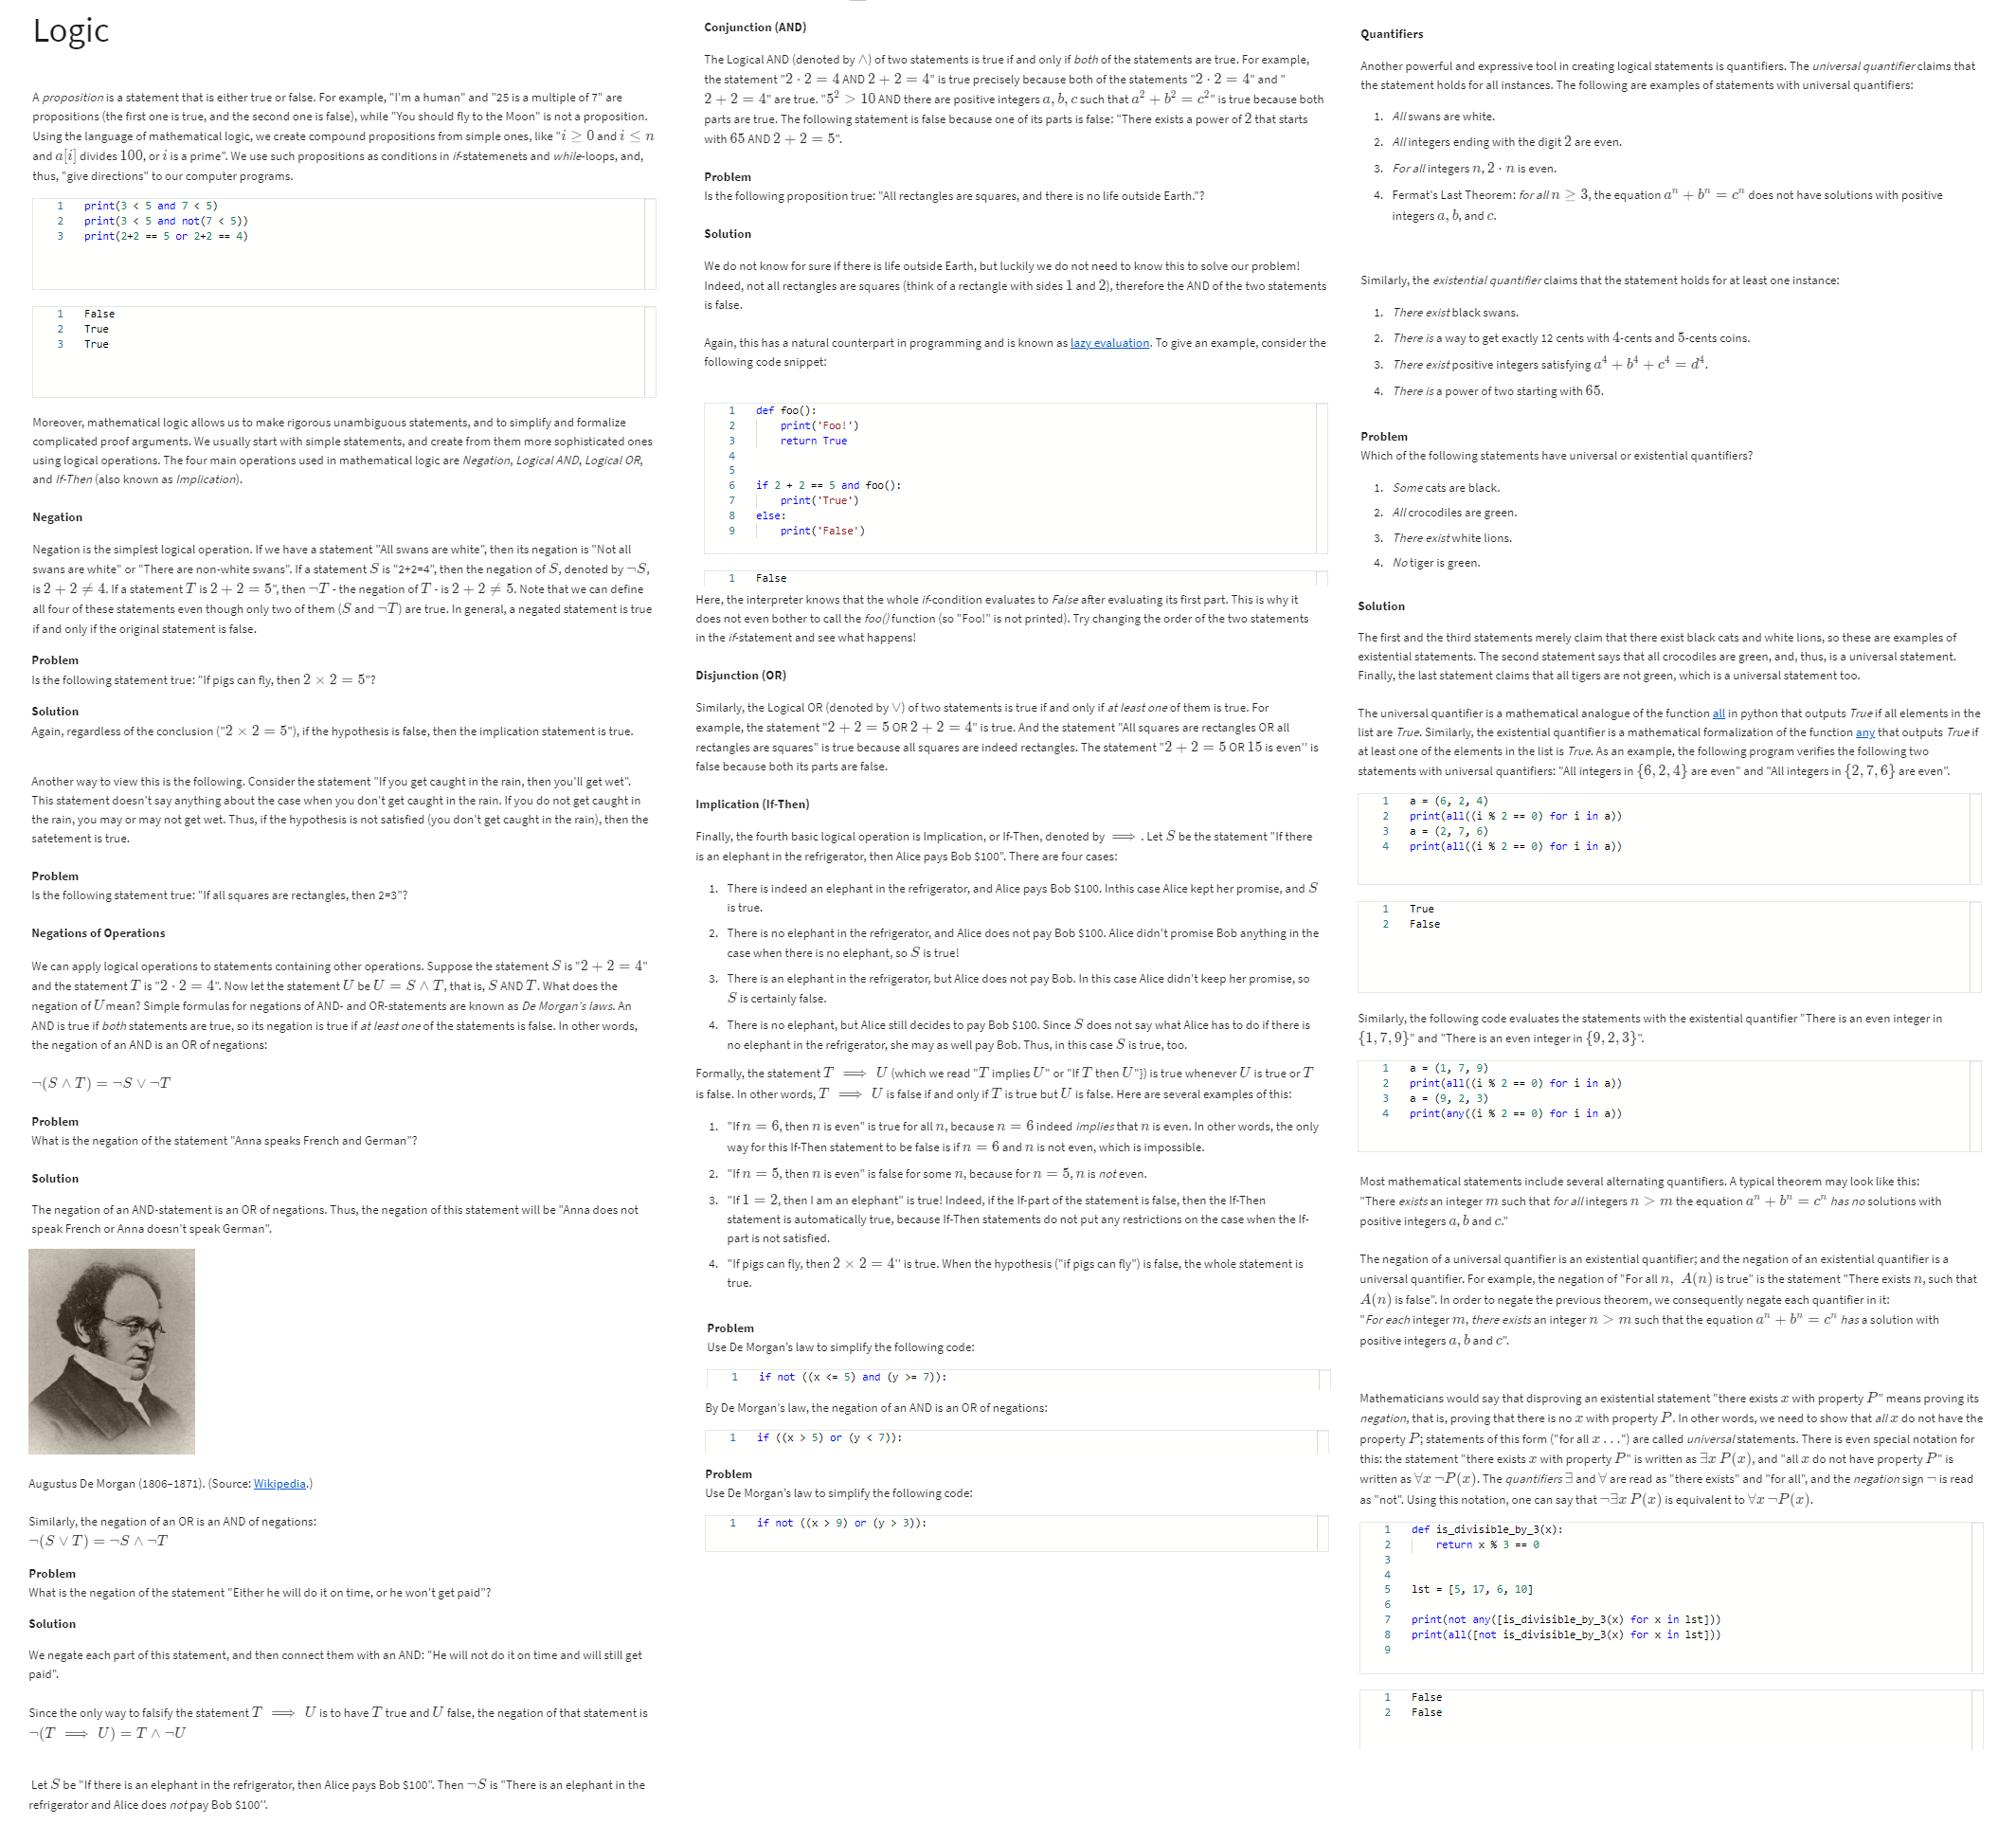 Logic
A proposition is a statement that is either true or false. For example, "I'm a human" and "25 is a multiple of 7" are
propositions (the first one is true, and the second one is false), while "You should fly to the Moon" is not a proposition.
Using the language of mathematical logic, we create compound propositions from simple ones, like "i ≥ 0 and i ≤ n
and a[i] divides 100, or i is a prime". We use such propositions as conditions in if-statemenets and while-loops, and,
thus, "give directions" to our computer programs.
1 print(3 < 5 and 7 < 5)
2 print(3 < 5 and not(7 < 5))
3 print(2+2 == 5 or 2+2 == 4)
1 False
2 True
3 True
Moreover, mathematical logic allows us to make rigorous unambiguous statements, and to simplify and formalize
complicated proof arguments. We usually start with simple statements, and create from them more sophisticated ones
using logical operations. The four main operations used in mathematical logic are Negation, Logical AND, Logical OR,
and If-Then (also known as Implication).
Negation
Negation is the simplest logical operation. If we have a statement "All swans are white", then its negation is "Not all
swans are white" or "There are non-white swans". If a statement S is "2+2=4", then the negation of S, denoted by ¬S,
is 2 + 2 ≠ 4. If a statement T is 2 + 2 = 5", then ¬T - the negation of T - is 2 + 2 ≠ 5. Note that we can define
all four of these statements even though only two of them (S and ¬T) are true. In general, a negated statement is true
if and only if the original statement is false.
Problem
Is the following statement true: "If pigs can fly, then 2 × 2 = 5"?
Solution
Again, regardless of the conclusion ("2 × 2 = 5"), if the hypothesis is false, then the implication statement is true.
Another way to view this is the following. Consider the statement "If you get caught in the rain, then you'll get wet".
This statement doesn't say anything about the case when you don't get caught in the rain. If you do not get caught in
the rain, you may or may not get wet. Thus, if the hypothesis is not satisfied (you don't get caught in the rain), then the
satetement is true.
Problem
Is the following statement true: "If all squares are rectangles, then 2=3"?
Negations of Operations
We can apply logical operations to statements containing other operations. Suppose the statement S is "2 + 2 = 4"
and the statement T is "2 · 2 = 4". Now let the statement U be U = S ∧ T, that is, S AND T. What does the
negation of U mean? Simple formulas for negations of AND- and OR-statements are known as De Morgan's laws. An
AND is true if both statements are true, so its negation is true if at least one of the statements is false. In other words,
the negation of an AND is an OR of negations:
¬(S ∧ T) = ¬S ∨ ¬T
Problem
What is the negation of the statement "Anna speaks French and German"?
Solution
The negation of an AND-statement is an OR of negations. Thus, the negation of this statement will be "Anna does not
speak French or Anna doesn't speak German".
Augustus De Morgan (1806–1871). (Source: Wikipedia.)
Similarly, the negation of an OR is an AND of negations:
¬(S ∨ T) = ¬S ∧ ¬T
Problem
What is the negation of the statement "Either he will do it on time, or he won't get paid"?
Solution
We negate each part of this statement, and then connect them with an AND: "He will not do it on time and will still get
paid".
Since the only way to falsify the statement T ⟹ U is to have T true and U false, the negation of that statement is
¬(T ⟹ U) = T ∧ ¬U
Let S be "If there is an elephant in the refrigerator, then Alice pays Bob $100". Then ¬S is "There is an elephant in the
refrigerator and Alice does not pay Bob $100''.
Conjunction (AND)
The Logical AND (denoted by ∧) of two statements is true if and only if both of the statements are true. For example,
the statement "2 · 2 = 4 AND 2 + 2 = 4" is true precisely because both of the statements "2 · 2 = 4" and "
2 + 2 = 4" are true. "5² > 10 AND there are positive integers a, b, c such that a² + b² = c²" is true because both
parts are true. The following statement is false because one of its parts is false: "There exists a power of 2 that starts
with 65 AND 2 + 2 = 5".
Problem
Is the following proposition true: "All rectangles are squares, and there is no life outside Earth."?
Solution
We do not know for sure if there is life outside Earth, but luckily we do not need to know this to solve our problem!
Indeed, not all rectangles are squares (think of a rectangle with sides 1 and 2), therefore the AND of the two statements
is false.
Again, this has a natural counterpart in programming and is known as lazy evaluation. To give an example, consider the
following code snippet:
1 def foo():
2 print('Foo!')
3 return True
4
5
6 if 2 + 2 == 5 and foo():
7 print('True')
8 else:
9 print('False')
1 False
Here, the interpreter knows that the whole if-condition evaluates to False after evaluating its first part. This is why it
does not even bother to call the foo() function (so "Foo!" is not printed). Try changing the order of the two statements
in the if-statement and see what happens!
Disjunction (OR)
Similarly, the Logical OR (denoted by ∨) of two statements is true if and only if at least one of them is true. For
example, the statement "2 + 2 = 5 OR 2 + 2 = 4" is true. And the statement "All squares are rectangles OR all
rectangles are squares" is true because all squares are indeed rectangles. The statement "2 + 2 = 5 OR 15 is even'' is
false because both its parts are false.
Implication (If-Then)
Finally, the fourth basic logical operation is Implication, or If-Then, denoted by ⟹ . Let S be the statement "If there
is an elephant in the refrigerator, then Alice pays Bob $100". There are four cases:
1. There is indeed an elephant in the refrigerator, and Alice pays Bob $100. Inthis case Alice kept her promise, and S
is true.
2. There is no elephant in the refrigerator, and Alice does not pay Bob $100. Alice didn't promise Bob anything in the
case when there is no elephant, so S is true!
3. There is an elephant in the refrigerator, but Alice does not pay Bob. In this case Alice didn't keep her promise, so
S is certainly false.
4. There is no elephant, but Alice still decides to pay Bob $100. Since S does not say what Alice has to do if there is
no elephant in the refrigerator, she may as well pay Bob. Thus, in this case S is true, too.
Formally, the statement T ⟹ U (which we read "T implies U" or "If T then U"]) is true whenever U is true or T
is false. In other words, T ⟹ U is false if and only if T is true but U is false. Here are several examples of this:
1. "If n = 6, then n is even" is true for all n, because n = 6 indeed implies that n is even. In other words, the only
way for this If-Then statement to be false is if n = 6 and n is not even, which is impossible.
2. "If n = 5, then n is even" is false for some n, because for n = 5, n is not even.
3. "If 1 = 2, then I am an elephant" is true! Indeed, if the If-part of the statement is false, then the If-Then
statement is automatically true, because If-Then statements do not put any restrictions on the case when the If-
part is not satisfied.
4. "If pigs can fly, then 2 × 2 = 4'' is true. When the hypothesis ("if pigs can fly") is false, the whole statement is
true.
Problem
Use De Morgan's law to simplify the following code:
1 if not ((x <= 5) and (y >= 7)):
By De Morgan's law, the negation of an AND is an OR of negations:
1 if ((x > 5) or (y < 7)):
Problem
Use De Morgan's law to simplify the following code:
1 if not ((x > 9) or (y > 3)):
Quantifiers
Another powerful and expressive tool in creating logical statements is quantifiers. The universal quantifier claims that
the statement holds for all instances. The following are examples of statements with universal quantifiers:
1. All swans are white.
2. All integers ending with the digit 2 are even.
3. For all integers n, 2 · n is even.
4. Fermat's Last Theorem: for all n ≥ 3, the equation aⁿ + bⁿ = cⁿ does not have solutions with positive
integers a, b, and c.
Similarly, the existential quantifier claims that the statement holds for at least one instance:
1. There exist black swans.
2. There is a way to get exactly 12 cents with 4-cents and 5-cents coins.
3. There exist positive integers satisfying a⁴ + b⁴ + c⁴ = d⁴.
4. There is a power of two starting with 65.
Problem
Which of the following statements have universal or existential quantifiers?
1. Some cats are black.
2. All crocodiles are green.
3. There exist white lions.
4. No tiger is green.
Solution
The first and the third statements merely claim that there exist black cats and white lions, so these are examples of
existential statements. The second statement says that all crocodiles are green, and, thus, is a universal statement.
Finally, the last statement claims that all tigers are not green, which is a universal statement too.
The universal quantifier is a mathematical analogue of the function all in python that outputs True if all elements in the
list are True. Similarly, the existential quantifier is a mathematical formalization of the function any that outputs True if
at least one of the elements in the list is True. As an example, the following program verifies the following two
statements with universal quantifiers: "All integers in {6, 2, 4} are even" and "All integers in {2, 7, 6} are even".
1 a = (6, 2, 4)
2 print(all((i % 2 == 0) for i in a))
3 a = (2, 7, 6)
4 print(all((i % 2 == 0) for i in a))
1 True
2 False
Similarly, the following code evaluates the statements with the existential quantifier "There is an even integer in
{1, 7, 9}" and "There is an even integer in {9, 2, 3}".
1 a = (1, 7, 9)
2 print(all((i % 2 == 0) for i in a))
3 a = (9, 2, 3)
4 print(any((i % 2 == 0) for i in a))
Most mathematical statements include several alternating quantifiers. A typical theorem may look like this:
"There exists an integer m such that for all integers n > m the equation aⁿ + bⁿ = cⁿ has no solutions with
positive integers a, b and c."
The negation of a universal quantifier is an existential quantifier; and the negation of an existential quantifier is a
universal quantifier. For example, the negation of "For all n, A(n) is true" is the statement "There exists n, such that
A(n) is false". In order to negate the previous theorem, we consequently negate each quantifier in it:
"For each integer m, there exists an integer n > m such that the equation aⁿ + bⁿ = cⁿ has a solution with
positive integers a, b and c".
Mathematicians would say that disproving an existential statement "there exists x with property P" means proving its
negation, that is, proving that there is no x with property P. In other words, we need to show that all x do not have the
property P; statements of this form ("for all x . . .") are called universal statements. There is even special notation for
this: the statement "there exists x with property P" is written as ∃x P(x), and "all x do not have property P" is
written as ∀x ¬P(x). The quantifiers ∃ and ∀ are read as "there exists" and "for all", and the negation sign ¬ is read
as "not". Using this notation, one can say that ¬∃x P(x) is equivalent to ∀x ¬P(x).
1 def is_divisible_by_3(x):
2 return x % 3 == 0
3
4
5 lst = [5, 17, 6, 10]
6
7 print(not any([is_divisible_by_3(x) for x in lst]))
8 print(all([not is_divisible_by_3(x) for x in lst]))
9
1 False
2 False